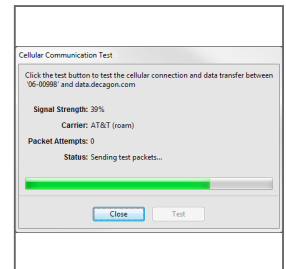 Cellular Communication Test
Click the test button to test the cellular connection and data transfer between
'06-00998' and data.decagon.com
Signal Strength: 39%
Carrier: AT&T (roam)
Packet Attempts: 0
Status: Sending test packets...
Close Test